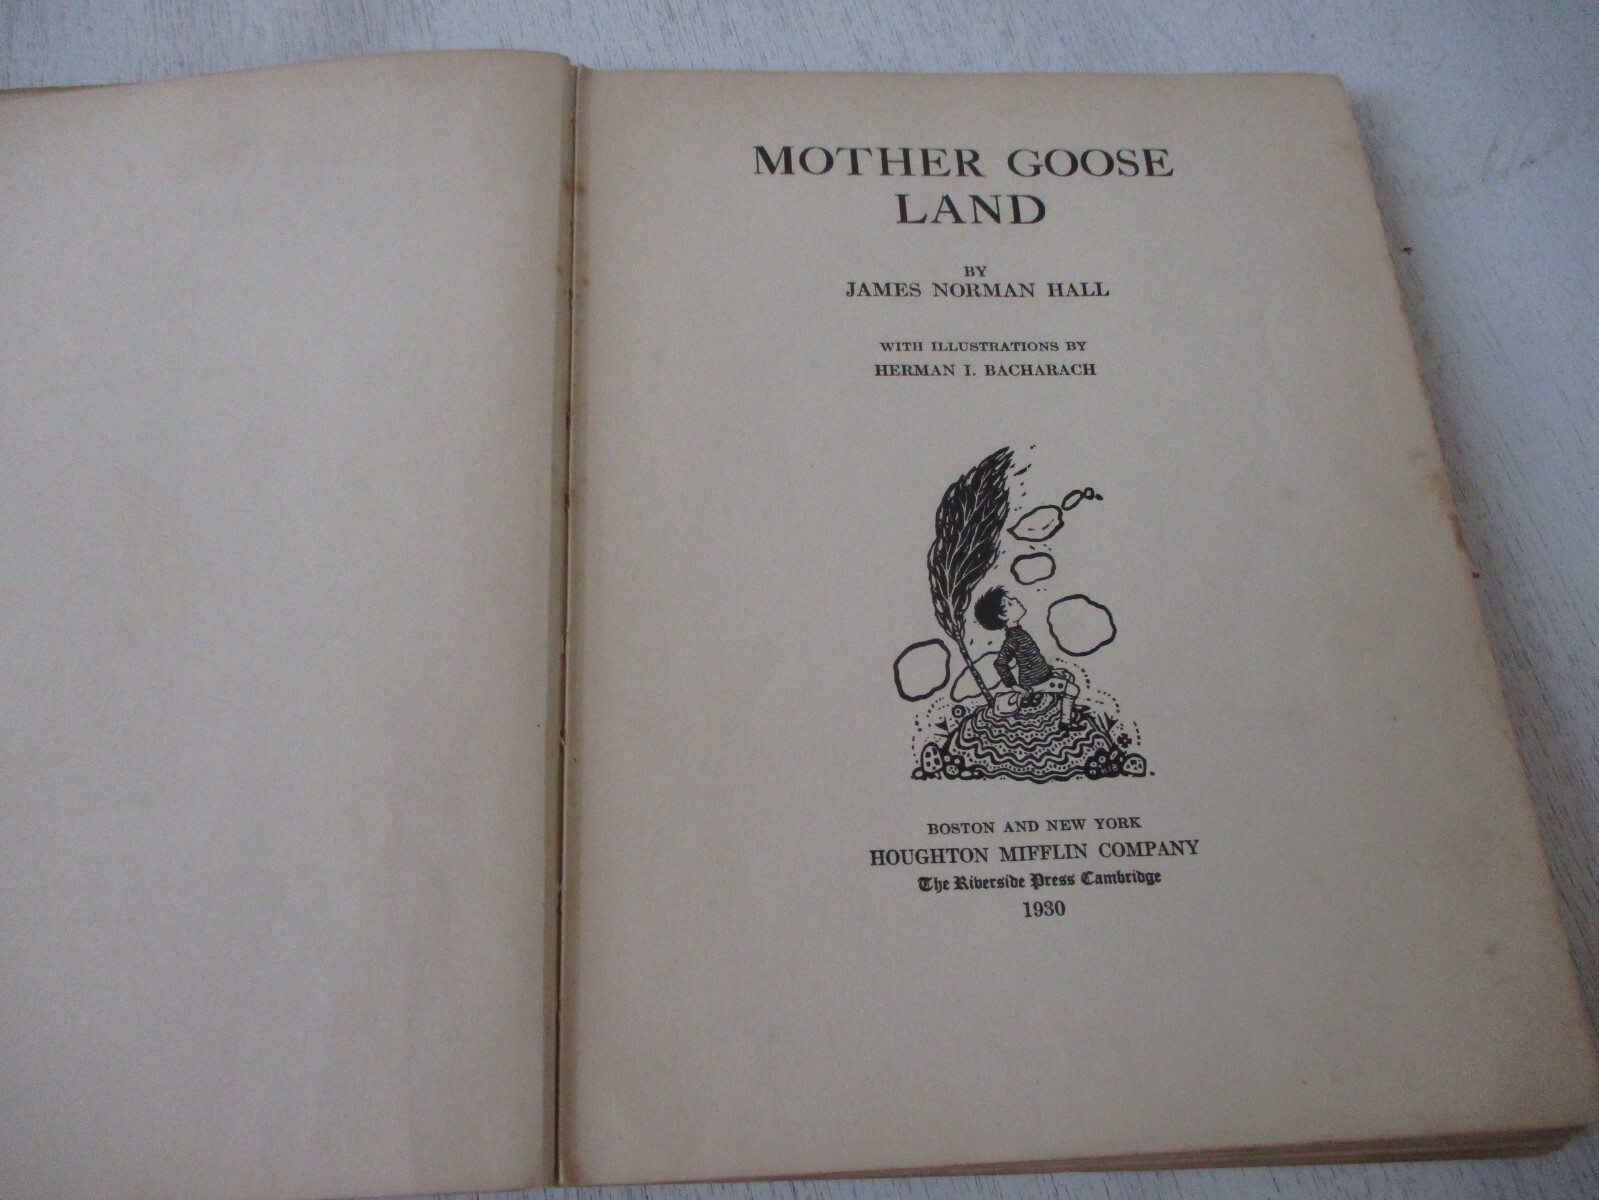 MOTHER GOOSE
LAND
BY
JAMES NORMAN HALL
WITH ILLUSTRATIONS BY
HERMAN I. BACHARACH
HIB
BOSTON AND NEW YORK
HOUGHTON MIFFLIN COMPANY
The Riverside Press Cambridge
1930